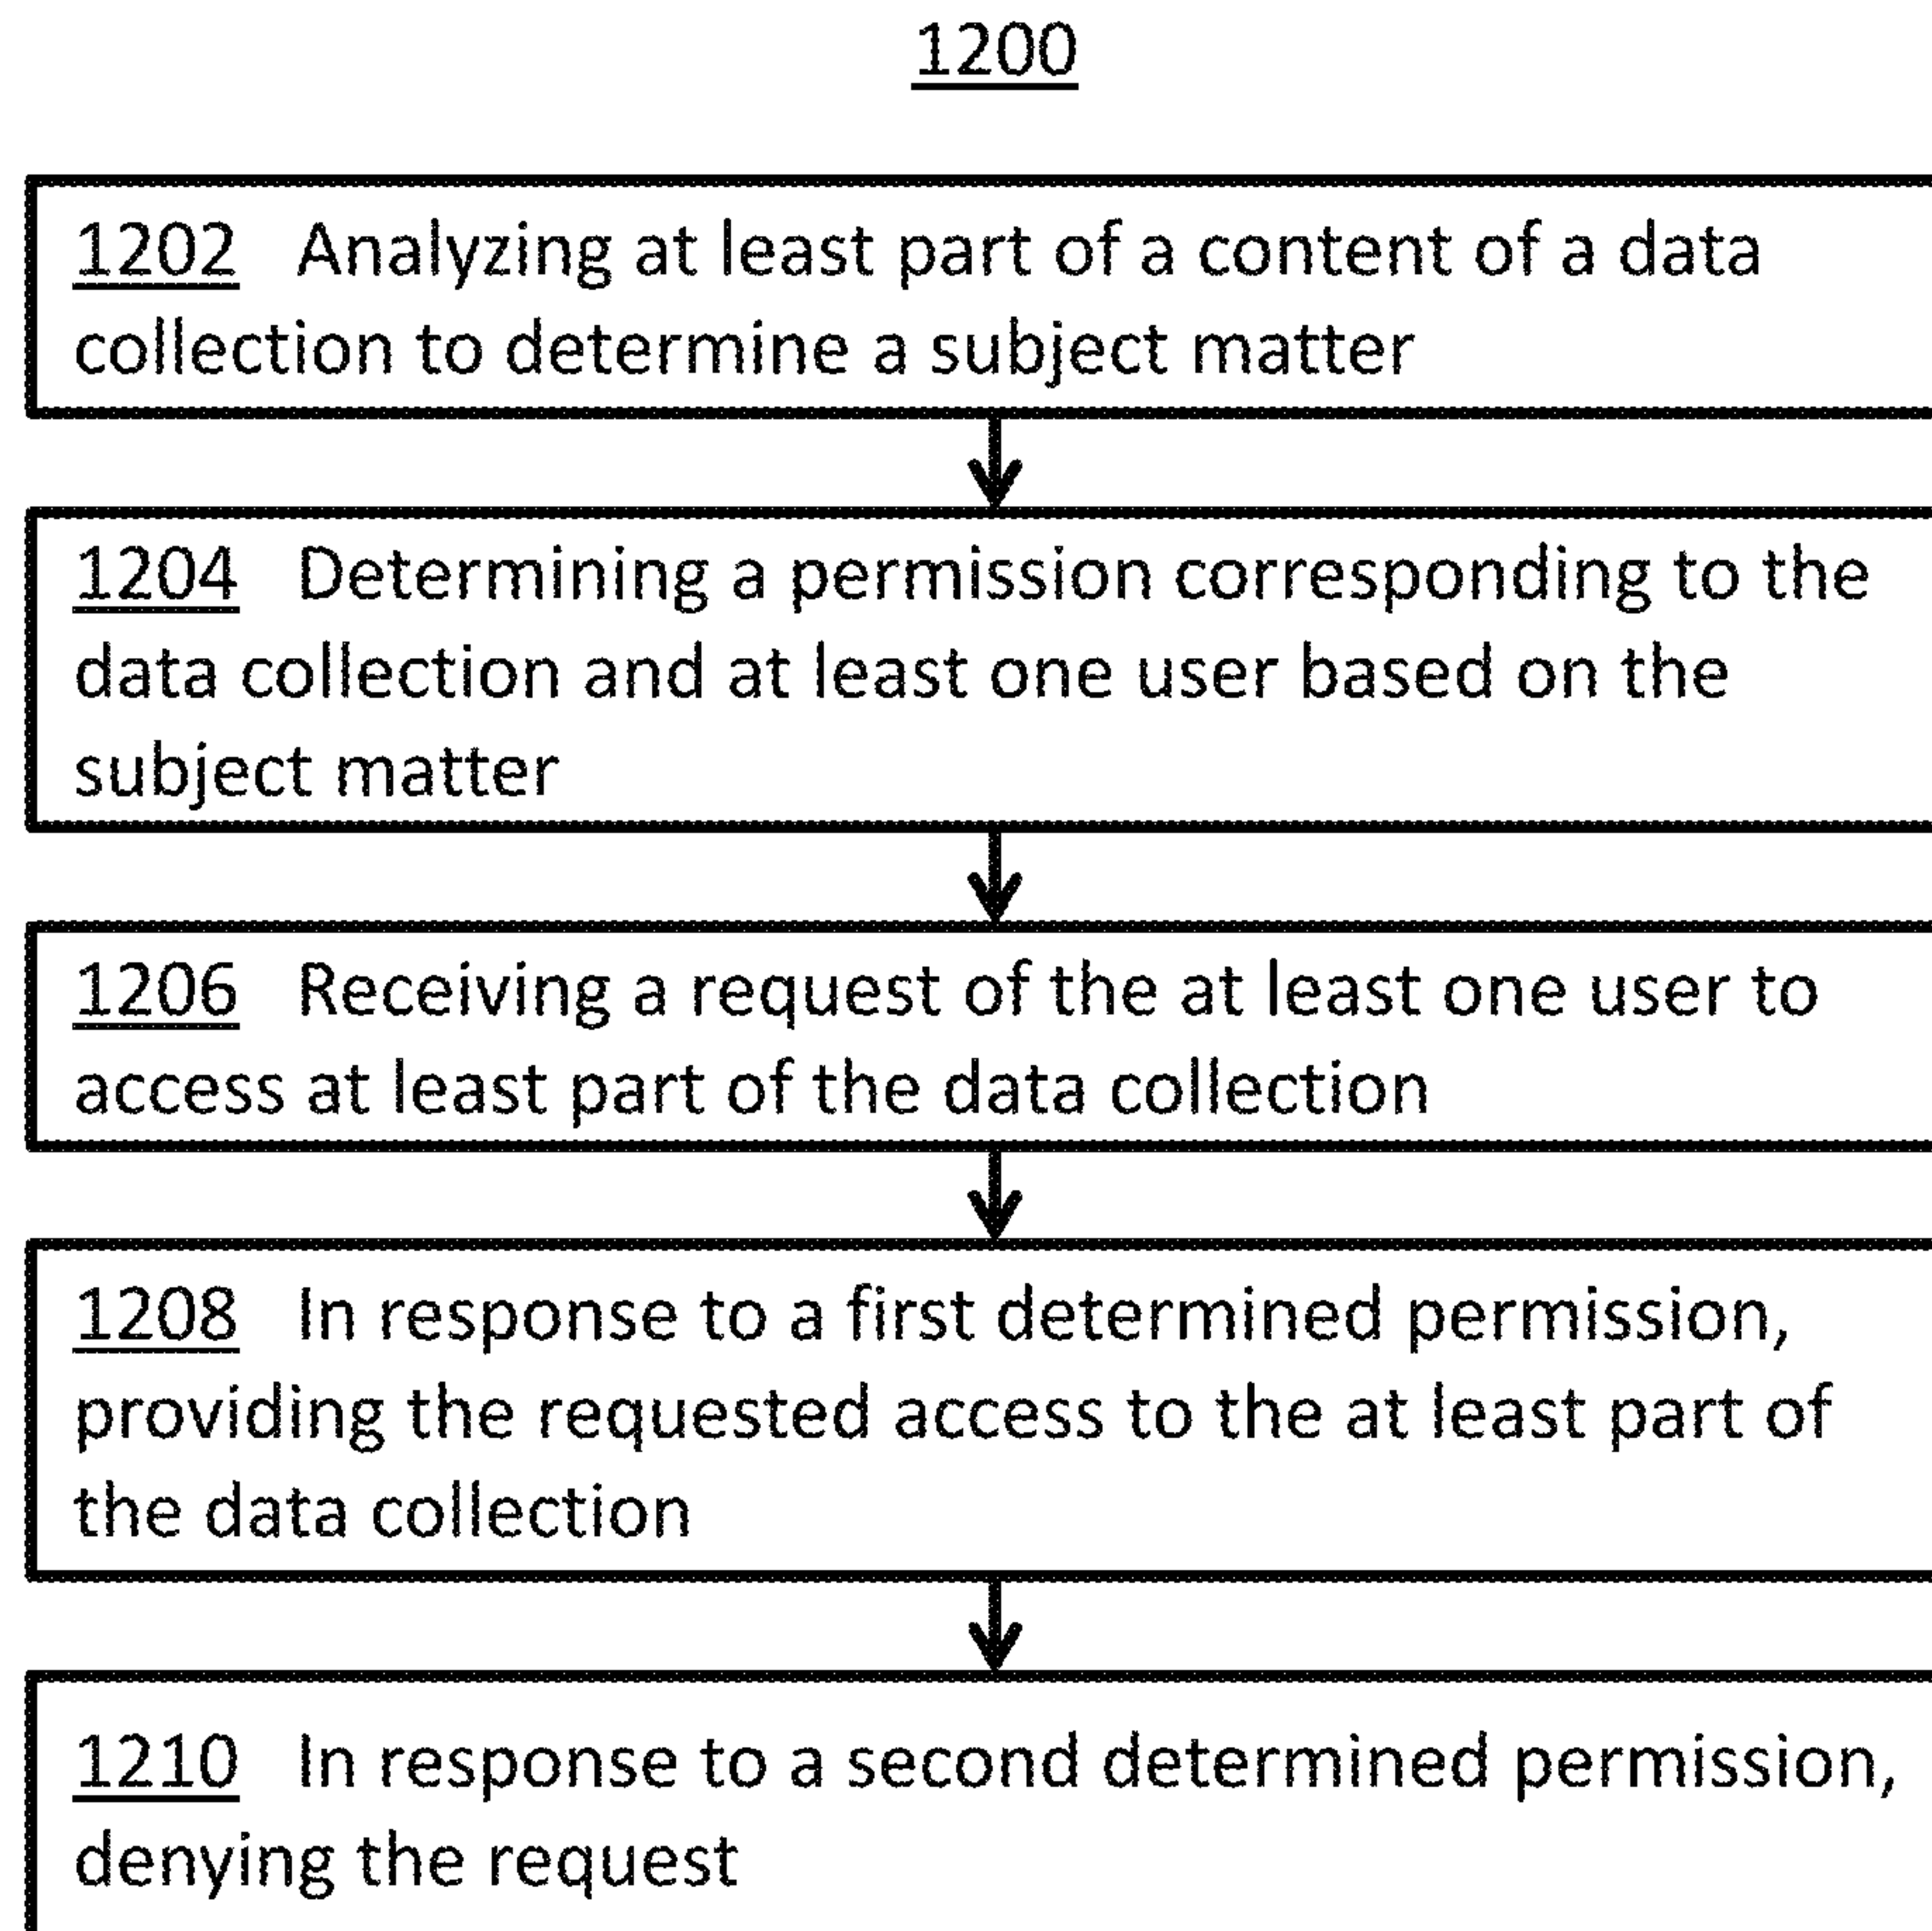 1200
1202 Analyzing at least part of a content of a data
collection to determine a subject matter
1204 Determining a permission corresponding to the
data collection and at least one user based on the
subject matter
1206 Receiving a request of the at least one user to
access at least part of the data collection
1208 In response to a first determined permission,
providing the requested access to the at least part of
the data collection
1210 In response to a second determined permission,
denying the request